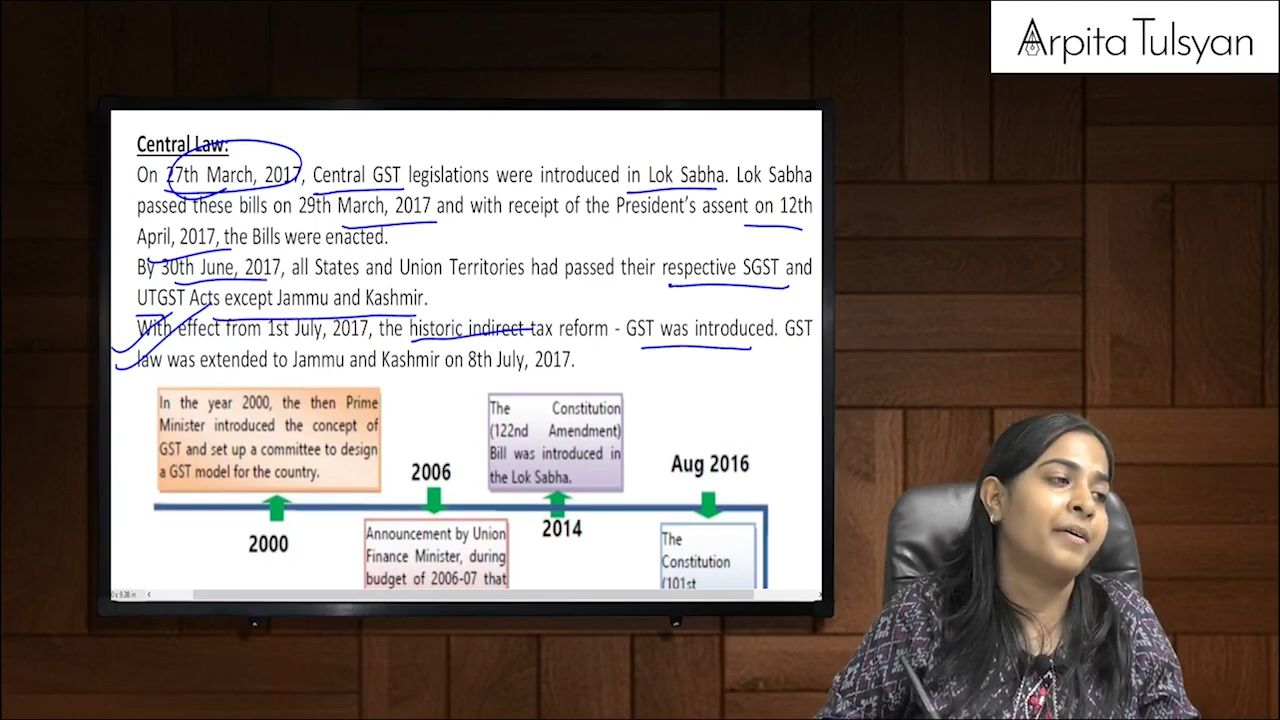 Arpita Tulsyan
Central Law:
On 27th March, 2017, Central GST legislations were introduced in Lok Sabha. Lok Sabha
passed these bills on 29th March, 2017 and with receipt of the President's assent on 12th
April, 2017, the Bills were enacted.
By 30th June, 2017, all States and Union Territories had passed their respective SGST and
UTGST Acts except Jammu and Kashmir.
With effect from 1st July, 2017, the historic indirect tax reform - GST was introduced. GST
law was extended to Jammu and Kashmir on 8th July, 2017.
In the year 2000, the then Prime
Minister introduced the concept of
GST and set up a committee to design
a GST model for the country.
2000
2006
Announcement by Union
Finance Minister, during
budget of 2006-07 that
The Constitution
(122nd Amendment)
Bill was introduced in
the Lok Sabha.
2014
Aug 2016
The
Constitution
(101st